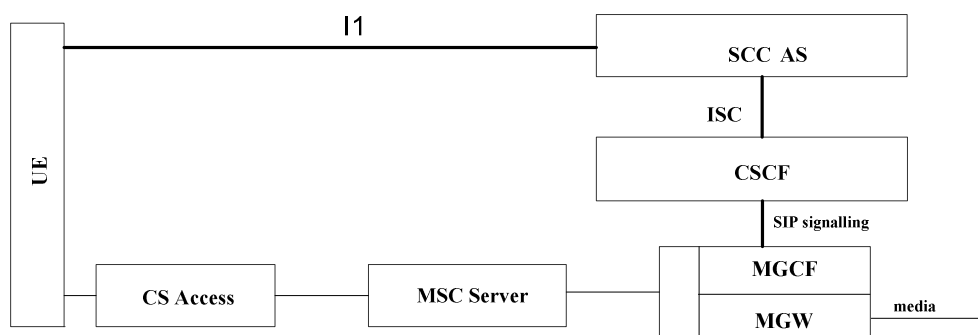 I1
SCC AS
ISC
UE
CSCF
SIP signalling
MGCF
CS Access
MSC Server
MGW
media